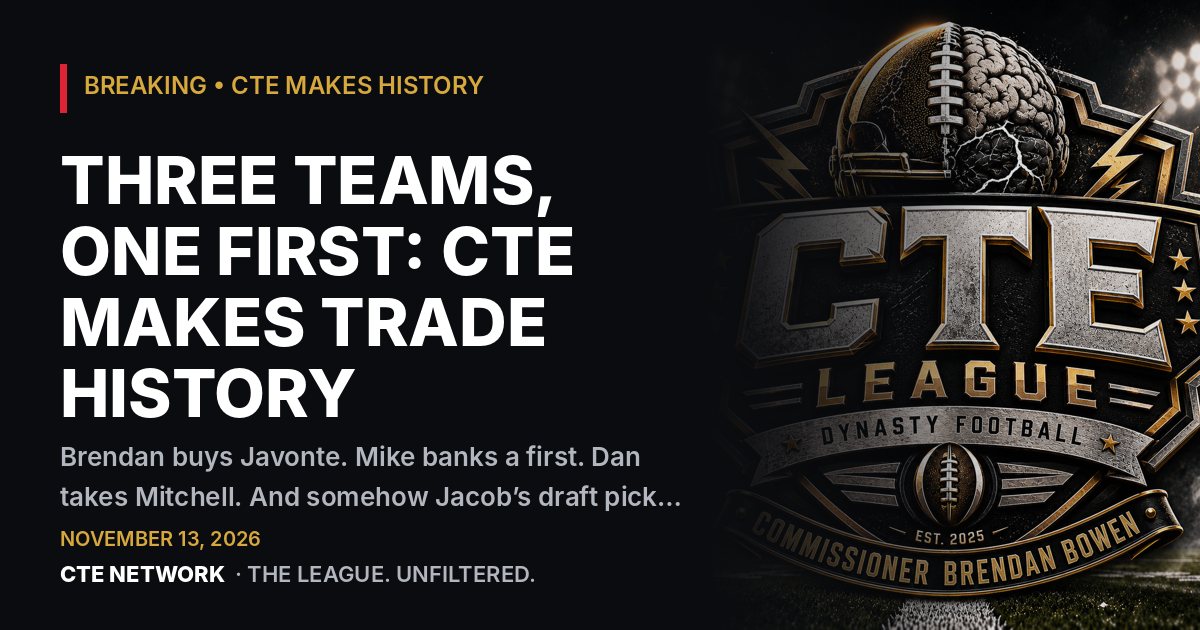 BREAKING • CTE MAKES HISTORY
THREE TEAMS,
ONE FIRST: CTE
MAKES TRADE
HISTORY
Brendan buys Javonte. Mike banks a first. Dan
takes Mitchell. And somehow Jacob’s draft pick…
NOVEMBER 13, 2026
CTE NETWORK · THE LEAGUE. UNFILTERED.
CTE
LEAGUE
DYNASTY FOOTBALL
EST. 2025
COMMISSIONER BRENDAN BOWEN